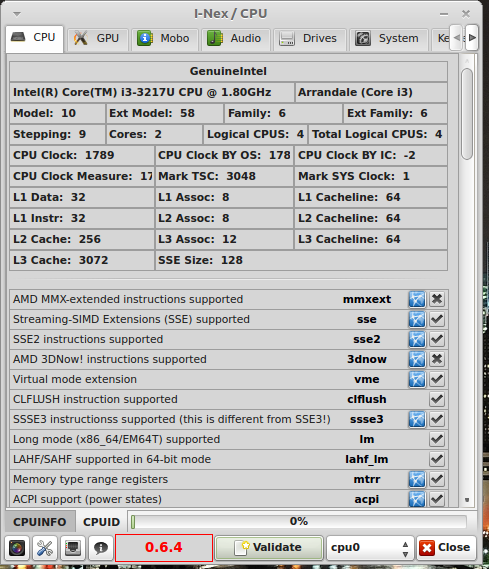 I-Nex / CPU
CPU GPU Mobo Audio Drives System Ke
GenuineIntel
Intel(R) Core(TM) i3-3217U CPU @ 1.80GHz Arrandale (Core i3)
Model: 10 Ext Model: 58 Family: 6 Ext Family: 6
Stepping: 9 Cores: 2 Logical CPUS: 4 Total Logical CPUS: 4
CPU Clock: 1789 CPU Clock BY OS: 178 CPU Clock BY IC: -2
CPU Clock Measure: 17 Mark TSC: 3048 Mark SYS Clock: 1
L1 Data: 32 L1 Assoc: 8 L1 Cacheline: 64
L1 Instr: 32 L2 Assoc: 8 L2 Cacheline: 64
L2 Cache: 256 L3 Assoc: 12 L3 Cacheline: 64
L3 Cache: 3072 SSE Size: 128
AMD MMX-extended instructions supported mmxext
Streaming-SIMD Extensions (SSE) supported sse
SSE2 instructions supported sse2
AMD 3DNow! instructions supported 3dnow
Virtual mode extension vme
CLFLUSH instruction supported clflush
SSSE3 instructionss supported (this is different from SSE3!) ssse3
Long mode (x86_64/EM64T) supported lm
LAHF/SAHF supported in 64-bit mode lahf_lm
Memory type range registers mtrr
ACPI support (power states) acpi
CPUINFO CPUID 0%
0.6.4 Validate cpu0 Close